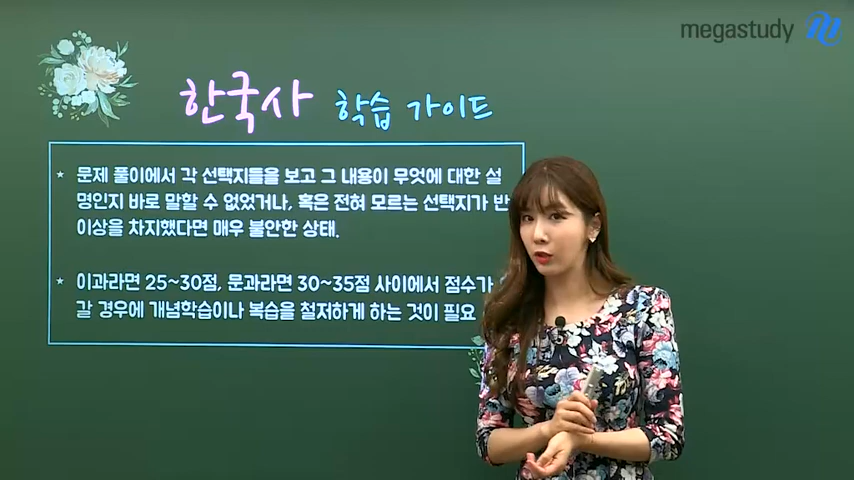 megastudy
한국사 학습 가이드
문제 풀이에서 각 선택지들을 보고 그 내용이 무엇에 대한 설
명인지 바로 말할 수 없었거나, 혹은 전혀 모르는 선택지가 반
이상을 차지했다면 매우 불안한 상태.
이과라면 25~30점, 문과라면 30~35점 사이에서 점수가
갈 경우에 개념학습이나 복습을 철저하게 하는 것이 필요